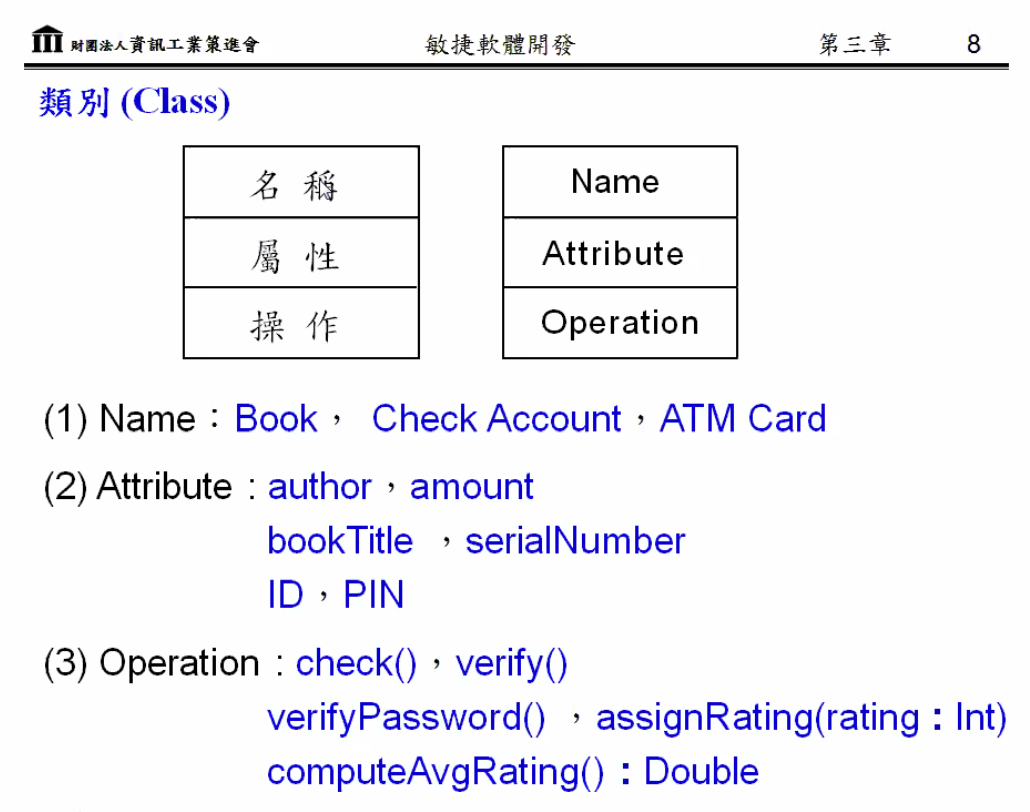 財團法人資訊工業策進會 敏捷軟體開發 第三章 8
類別 (Class)
名 稱 Name
屬 性 Attribute
操 作 Operation
(1) Name：Book， Check Account，ATM Card
(2) Attribute : author，amount
bookTitle ，serialNumber
ID，PIN
(3) Operation : check()，verify()
verifyPassword() ，assignRating(rating：Int)
computeAvgRating()：Double